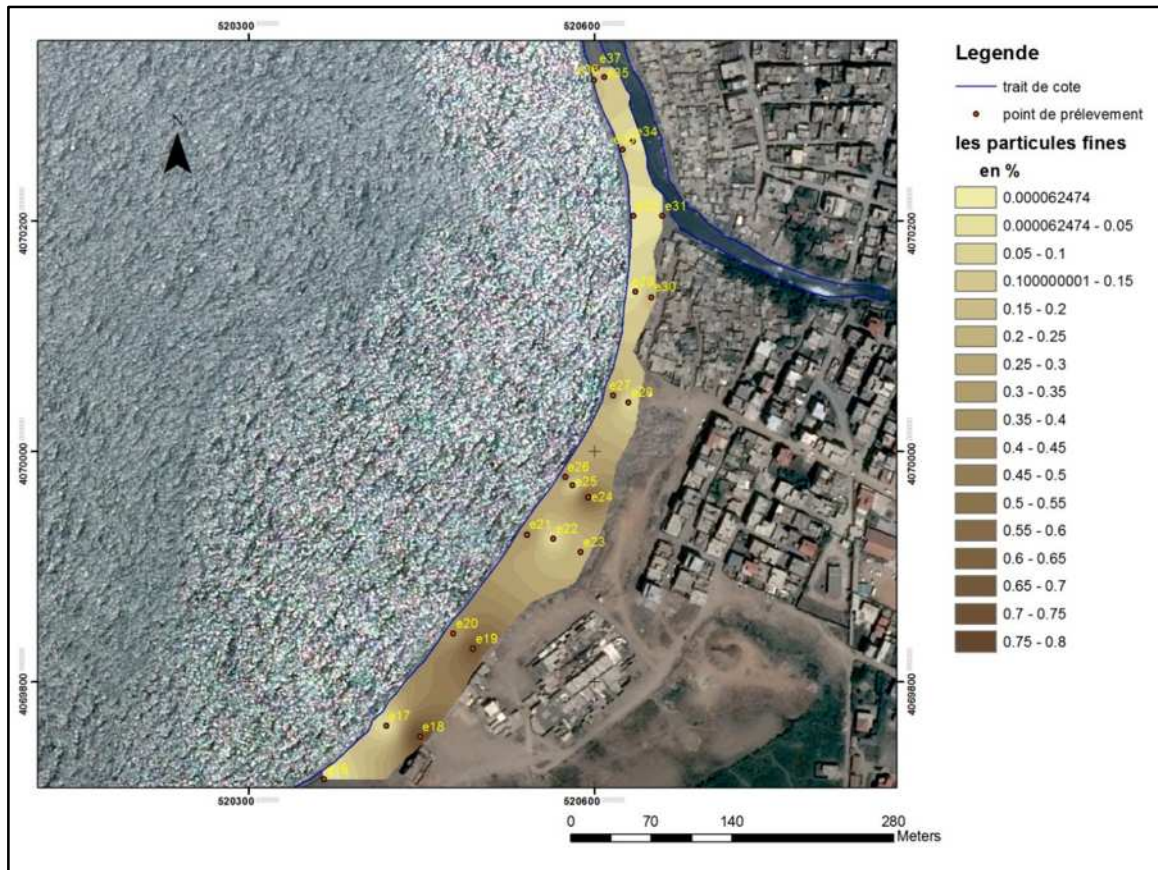 520300
520600
Legende
trait de cote
point de prélevement
les particules fines
en %
0.000062474
0.000062474 - 0.05
0.05 - 0.1
0.100000001 - 0.15
0.15 - 0.2
0.2 - 0.25
0.25 - 0.3
0.3 - 0.35
0.35 - 0.4
0.4 - 0.45
0.45 - 0.5
0.5 - 0.55
0.55 - 0.6
0.6 - 0.65
0.65 - 0.7
0.7 - 0.75
0.75 - 0.8
N
e37
e34
e31
e30
e27
e28
e26
e25
e24
e21
e22
e23
e20
e19
e17
e18
4070200
4070000
4069800
4070200
4070000
4069800
520300
520600
0
70
140
280
Meters